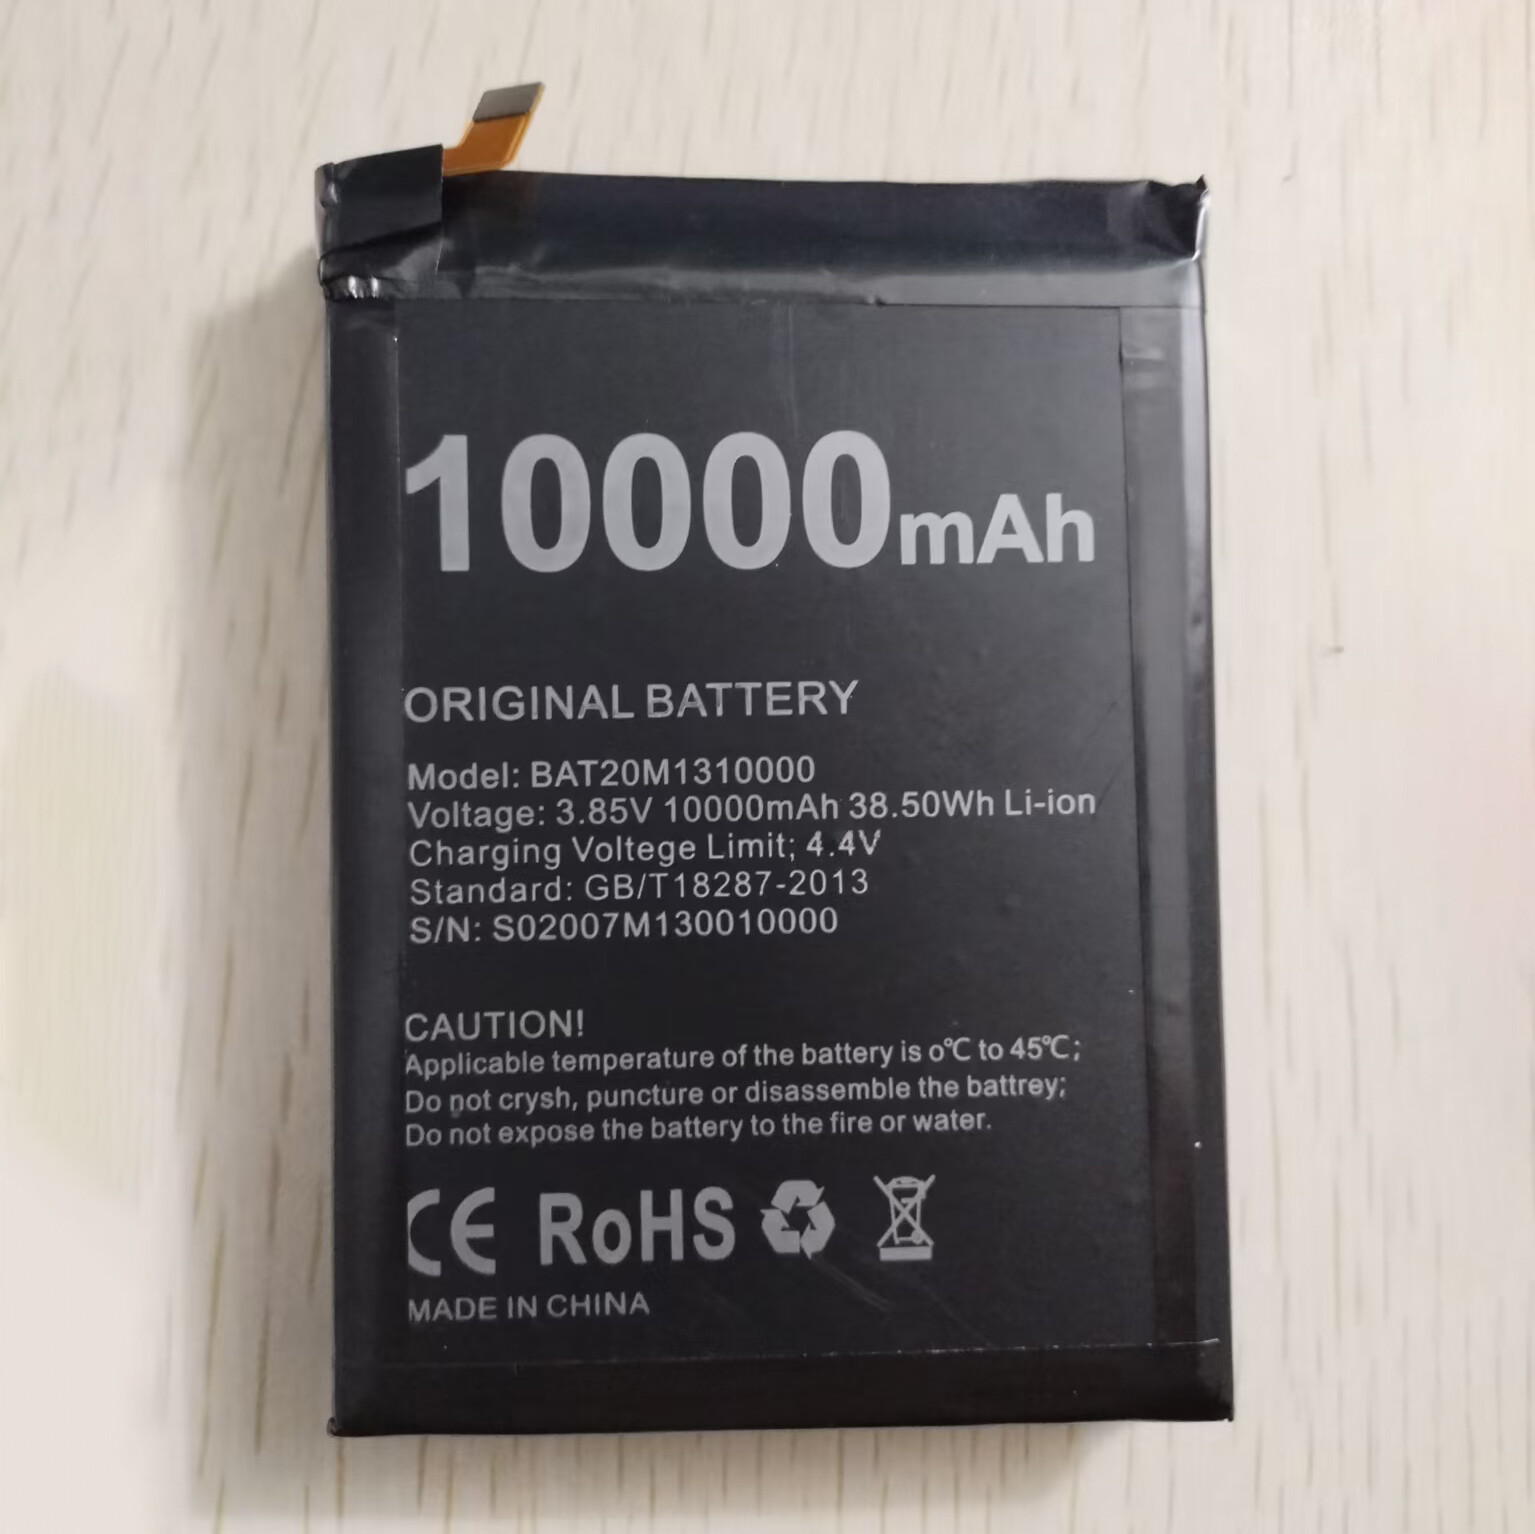 10000mAh
ORIGINAL BATTERY
Model: BAT20M1310000
Voltage: 3.85V 10000mAh 38.50Wh Li-ion
Charging Voltege Limit; 4.4V
Standard: GB/T18287-2013
S/N: S02007M130010000
CAUTION!
Applicable temperature of the battery is o℃ to 45℃;
Do not crysh, puncture or disassemble the battrey;
Do not expose the battery to the fire or water.
CE RoHS
MADE IN CHINA